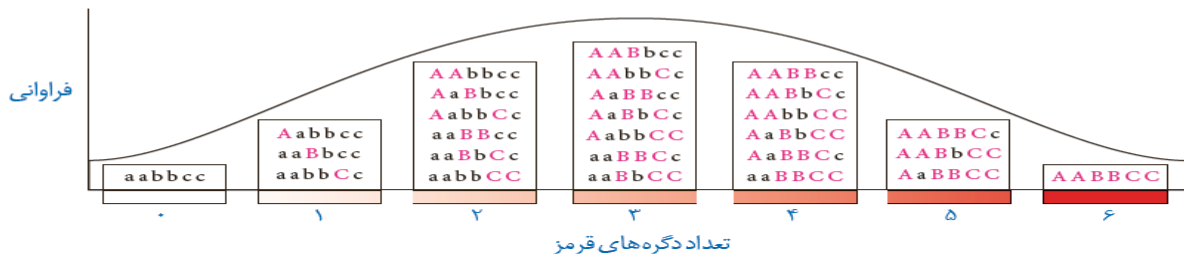 فراوانی
aabbcc
Aabbcc
aaBbcc
aabbCc
AAbbcc
AaBbcc
AabbCc
aaBBcc
aaBbCc
aabbCC
AABbcc
AAbbCc
AaBBcc
AaBbCc
AabbCC
aaBBCc
aaBbCC
AABBcc
AABbCc
AAbbCC
AaBbCC
AaBBCc
aaBBCC
AABBCc
AABbCC
AaBBCC
AABBCC
۰ ۱ ۲ ۳ ۴ ۵ ۶
تعداد دگره‌های قرمز